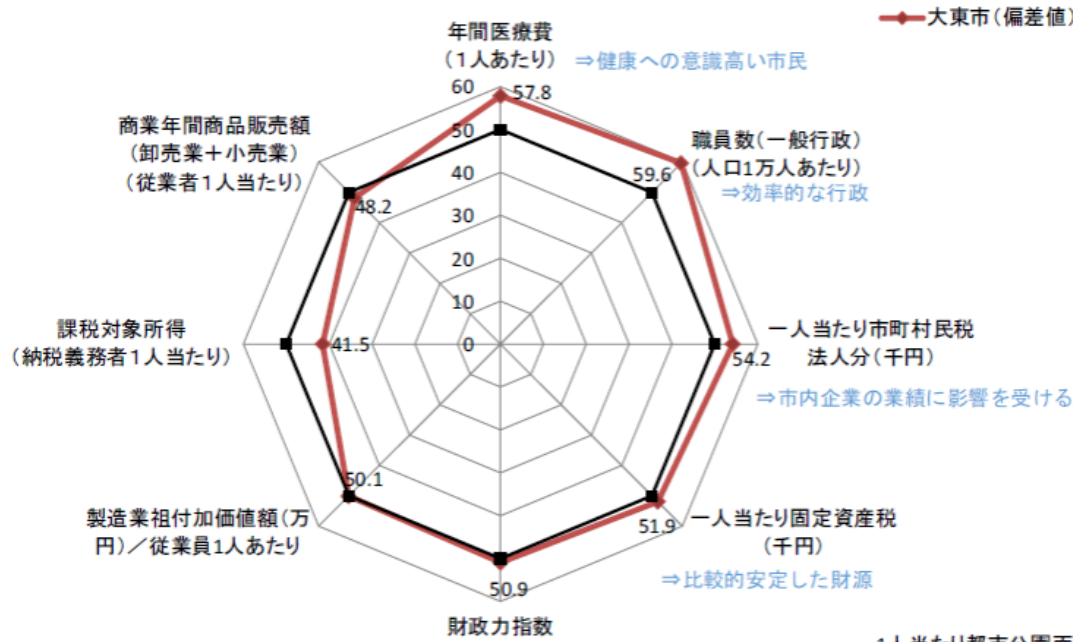 大東市(偏差値)
年間医療費
(1人あたり)
⇒健康への意識高い市民
60
57.8
商業年間商品販売額
(卸売業＋小売業)
(従業者1人当たり)
50
職員数(一般行政)
(人口1万人あたり)
59.6
⇒効率的な行政
40
48.2
30
20
10
課税対象所得
(納税義務者1人当たり)
41.5
0
一人当たり市町村民税
法人分(千円)
54.2
⇒市内企業の業績に影響を受ける
50.1
製造業祖付加価値額(万
円)／従業員1人あたり
51.9
一人当たり固定資産税
(千円)
⇒比較的安定した財源
50.9
財政力指数